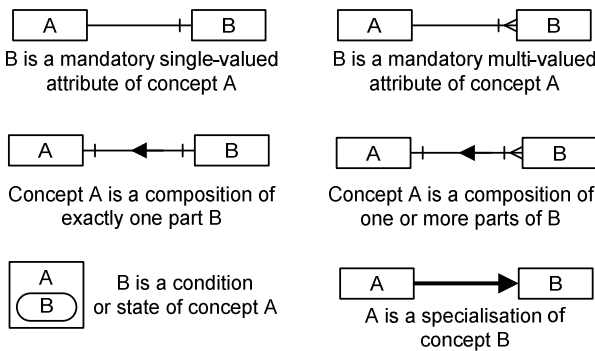 A B
B is a mandatory single-valued
attribute of concept A
A B
B is a mandatory multi-valued
attribute of concept A
A B
Concept A is a composition of
exactly one part B
A B
Concept A is a composition of
one or more parts of B
A
B
B is a condition
or state of concept A
A B
A is a specialisation of
concept B